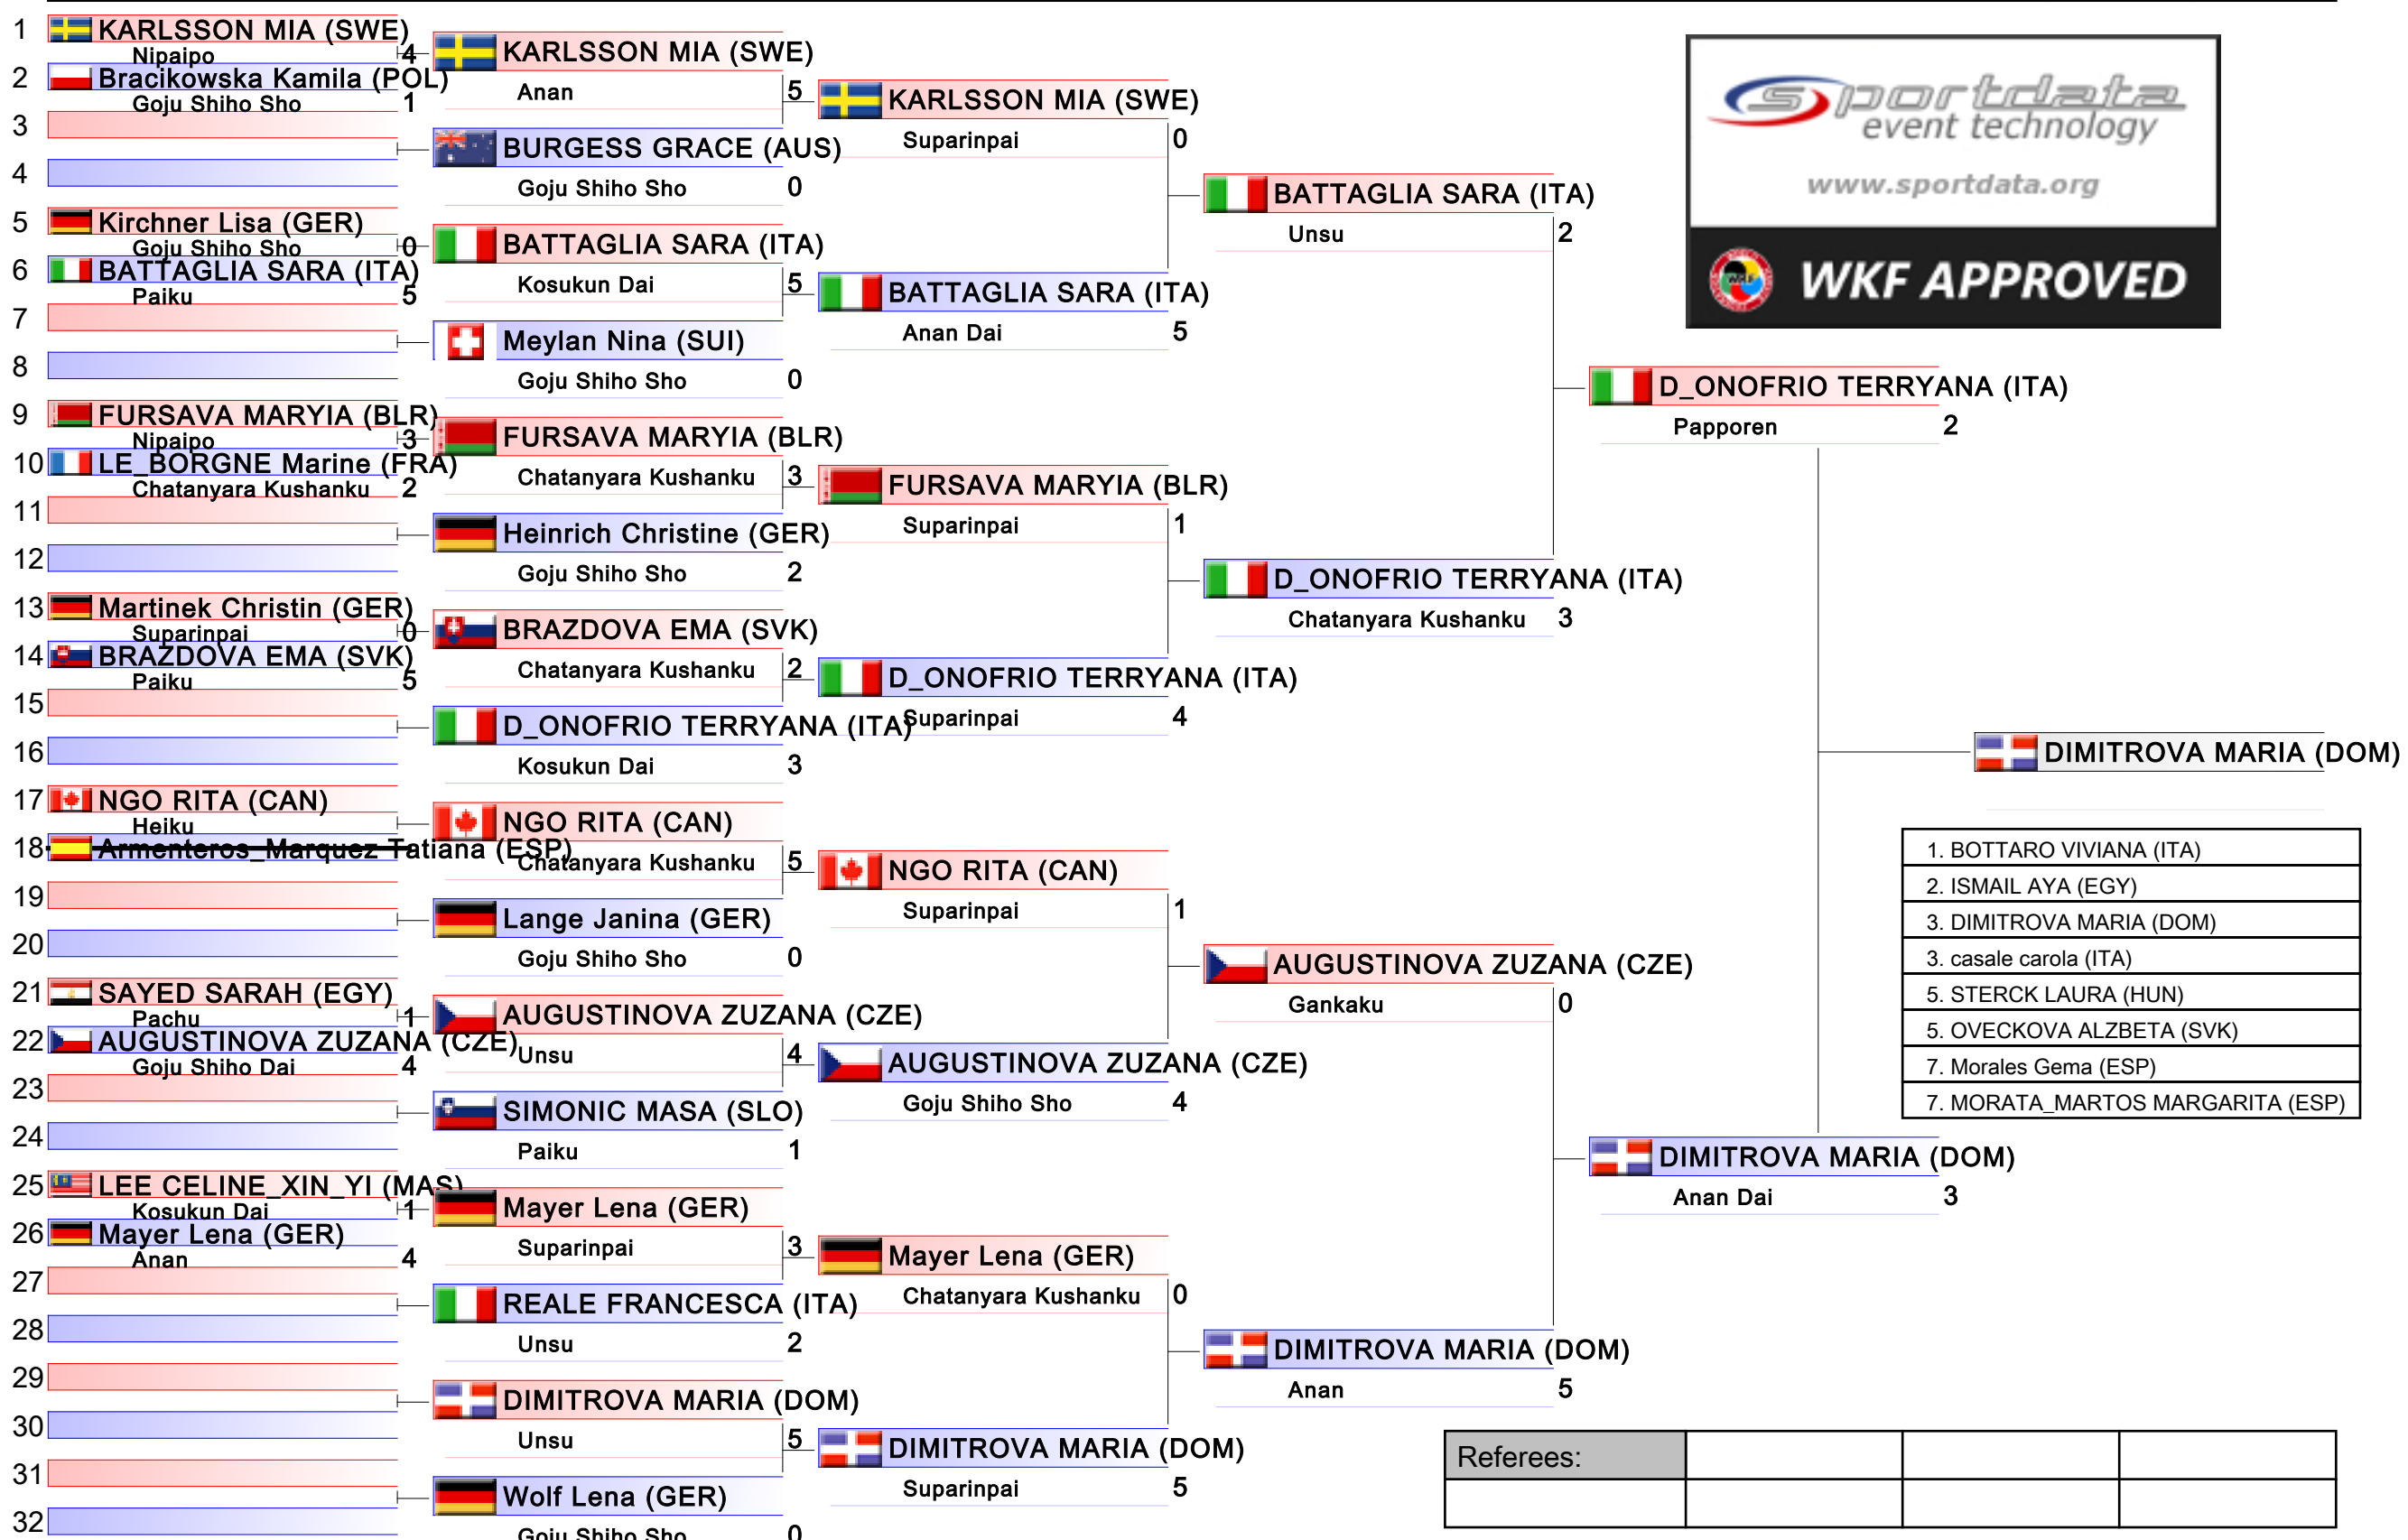 1 KARLSSON MIA (SWE)
Nipaipo 4
2 Bracikowska Kamila (POL)
Goju Shiho Sho 1
3
4
5 Kirchner Lisa (GER)
Goju Shiho Sho 0
6 BATTAGLIA SARA (ITA)
Paiku 5
7
8
9 FURSAVA MARYIA (BLR)
Nipaipo 3
10 LE_BORGNE Marine (FRA)
Chatanyara Kushanku 2
11
12
13 Martinek Christin (GER)
Suparinpai 0
14 BRAZDOVA EMA (SVK)
Paiku 5
15
16
17 NGO RITA (CAN)
Heiku
18 Armenteros_Marquez Tatiana (ESP)
19
20
21 SAYED SARAH (EGY)
Pachu 1
22 AUGUSTINOVA ZUZANA (CZE)
Goju Shiho Dai 4
23
24
25 LEE CELINE_XIN_YI (MAS)
Kosukun Dai 1
26 Mayer Lena (GER)
Anan 4
27
28
29
30
31
32
KARLSSON MIA (SWE)
Anan 5
BURGESS GRACE (AUS)
Goju Shiho Sho 0
BATTAGLIA SARA (ITA)
Kosukun Dai 5
Meylan Nina (SUI)
Goju Shiho Sho 0
FURSAVA MARYIA (BLR)
Chatanyara Kushanku 3
Heinrich Christine (GER)
Goju Shiho Sho 2
BRAZDOVA EMA (SVK)
Chatanyara Kushanku 2
D_ONOFRIO TERRYANA (ITA)
Kosukun Dai 3
NGO RITA (CAN)
Chatanyara Kushanku 5
Lange Janina (GER)
Goju Shiho Sho 0
AUGUSTINOVA ZUZANA (CZE)
Unsu 4
SIMONIC MASA (SLO)
Paiku 1
Mayer Lena (GER)
Suparinpai 3
REALE FRANCESCA (ITA)
Unsu 2
DIMITROVA MARIA (DOM)
Unsu 5
Wolf Lena (GER)
Goju Shiho Sho 0
KARLSSON MIA (SWE)
Suparinpai 0
BATTAGLIA SARA (ITA)
Anan Dai 5
FURSAVA MARYIA (BLR)
Suparinpai 1
D_ONOFRIO TERRYANA (ITA)
Suparinpai 4
NGO RITA (CAN)
Suparinpai 1
AUGUSTINOVA ZUZANA (CZE)
Goju Shiho Sho 4
Mayer Lena (GER)
Chatanyara Kushanku 0
DIMITROVA MARIA (DOM)
Suparinpai 5
BATTAGLIA SARA (ITA)
Unsu 2
D_ONOFRIO TERRYANA (ITA)
Chatanyara Kushanku 3
AUGUSTINOVA ZUZANA (CZE)
Gankaku 0
DIMITROVA MARIA (DOM)
Anan 5
D_ONOFRIO TERRYANA (ITA)
Papporen 2
DIMITROVA MARIA (DOM)
Anan Dai 3
DIMITROVA MARIA (DOM)
sportdata
event technology
www.sportdata.org
WKF APPROVED
1. BOTTARO VIVIANA (ITA)
2. ISMAIL AYA (EGY)
3. DIMITROVA MARIA (DOM)
3. casale carola (ITA)
5. STERCK LAURA (HUN)
5. OVECKOVA ALZBETA (SVK)
7. Morales Gema (ESP)
7. MORATA_MARTOS MARGARITA (ESP)
Referees: